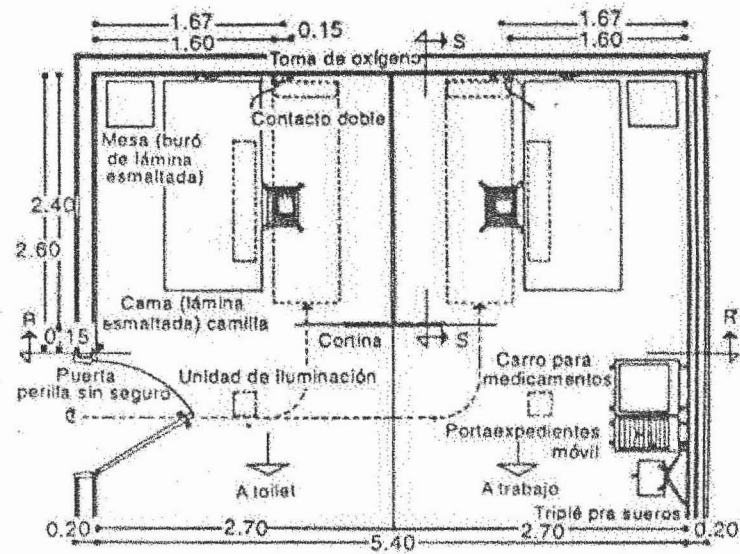 1.67
1.60
0.15
1.67
1.60
S
Toma de oxígeno
Contacto doble
Mesa (buró
de lámina
esmaltada)
2.40
2.60
Cama (lámina
esmaltada) camilla
R
0.15
Cortina
S
R
Puerta
perilla sin seguro
Unidad de iluminación
Carro para
medicamentos
Portaexpedientes
móvil
A toilet
A trabajo
Triplé pra sueros
0.20
2.70
5.40
2.70
0.20